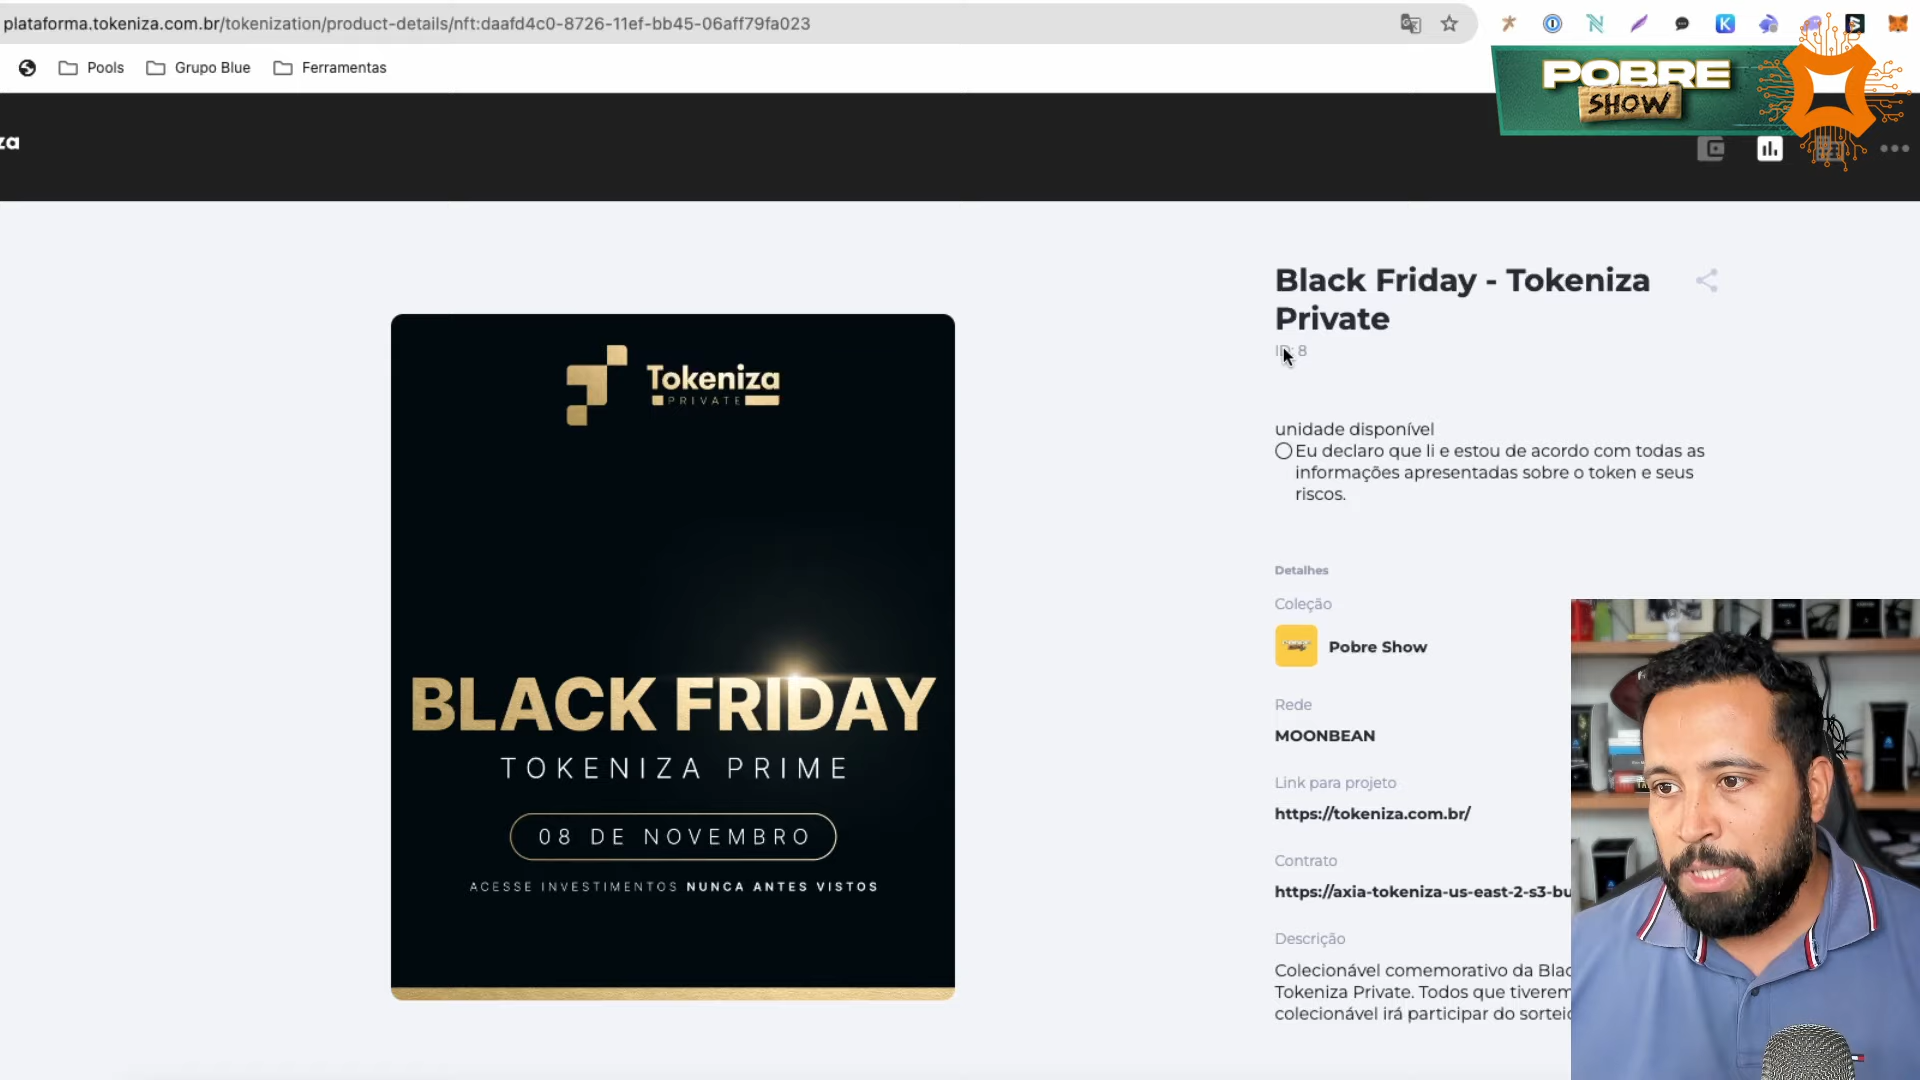 plataforma.tokeniza.com.br/tokenization/product-details/nft:daafd4c0-8726-11ef-bb45-06aff79fa023
Pools
Grupo Blue
Ferramentas
POBRE
SHOW
za
Black Friday - Tokeniza
Private
ID: 8
Tokeniza
PRIVATE
unidade disponível
Eu declaro que li e estou de acordo com todas as
informações apresentadas sobre o token e seus
riscos.
Detalhes
Coleção
Pobre Show
BLACK FRIDAY
TOKENIZA PRIME
08 DE NOVEMBRO
ACESSE INVESTIMENTOS NUNCA ANTES VISTOS
Rede
MOONBEAN
Link para projeto
https://tokeniza.com.br/
Contrato
https://axia-tokeniza-us-east-2-s3-bu
Descrição
Colecionável comemorativo da Blac
Tokeniza Private. Todos que tiverem
colecionável irá participar do sorteio